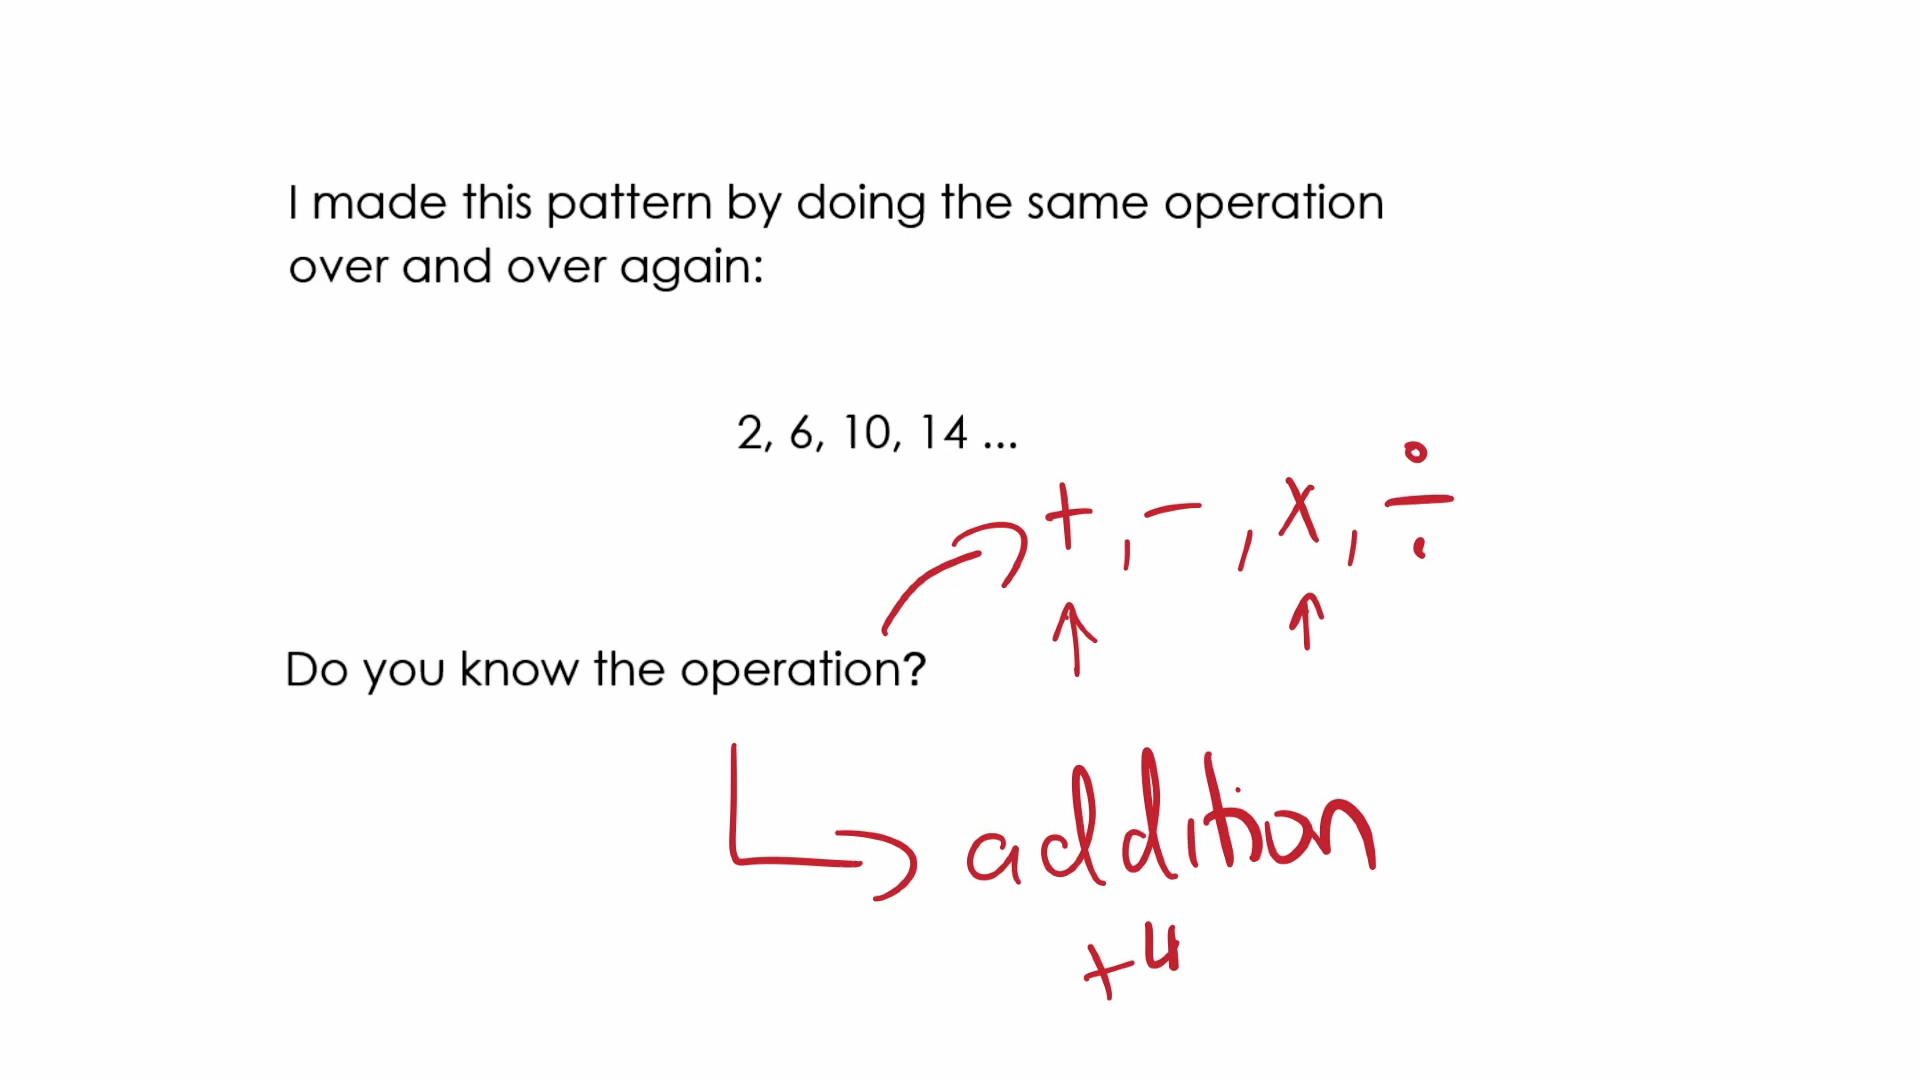 I made this pattern by doing the same operation
over and over again:
2, 6, 10, 14 ...
+, -, x, ÷
Do you know the operation?
addition
+4